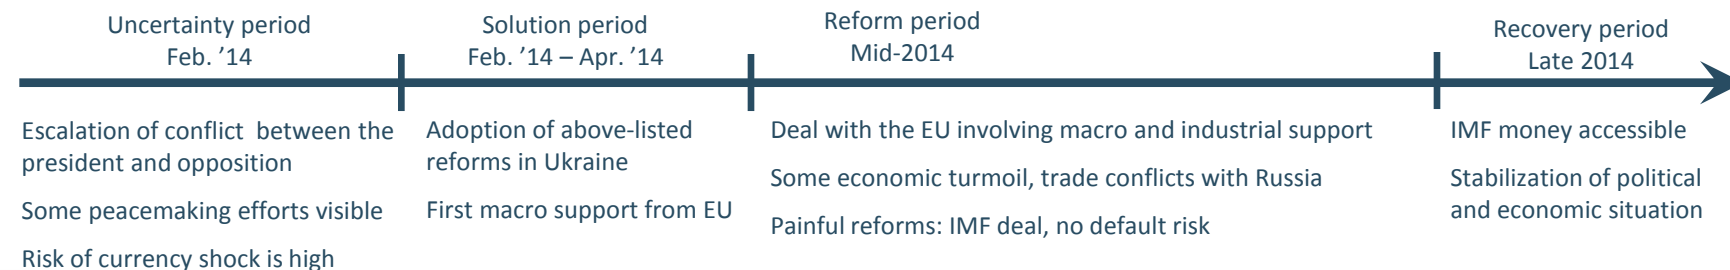 Uncertainty period
Feb. ’14
Solution period
Feb. ’14 – Apr. ’14
Reform period
Mid-2014
Recovery period
Late 2014
Escalation of conflict between the
president and opposition
Some peacemaking efforts visible
Risk of currency shock is high
Adoption of above-listed
reforms in Ukraine
First macro support from EU
Deal with the EU involving macro and industrial support
Some economic turmoil, trade conflicts with Russia
Painful reforms: IMF deal, no default risk
IMF money accessible
Stabilization of political
and economic situation